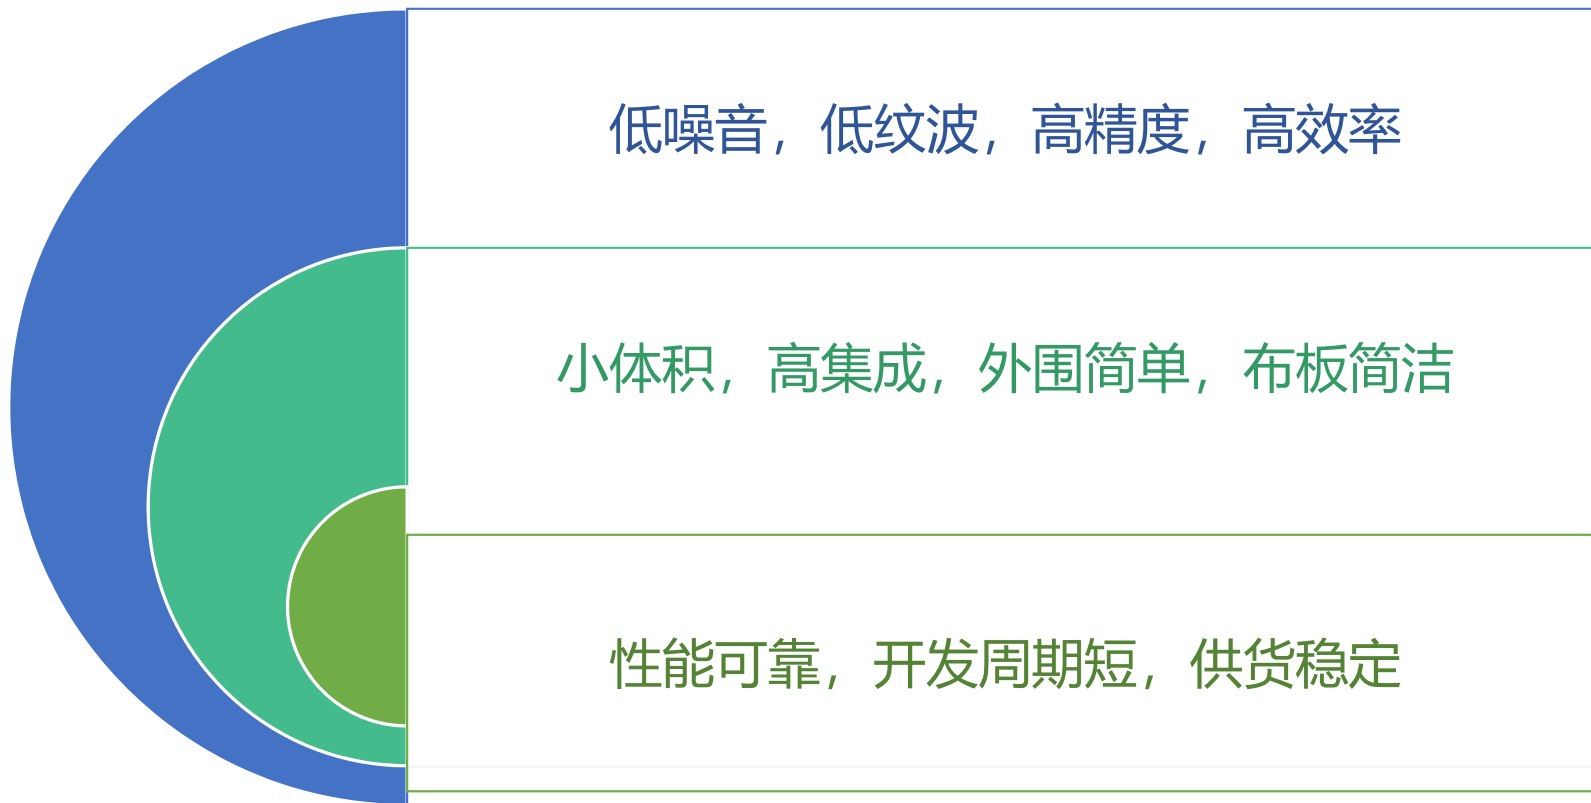 低噪音，低纹波，高精度，高效率
小体积，高集成，外围简单，布板简洁
性能可靠，开发周期短，供货稳定